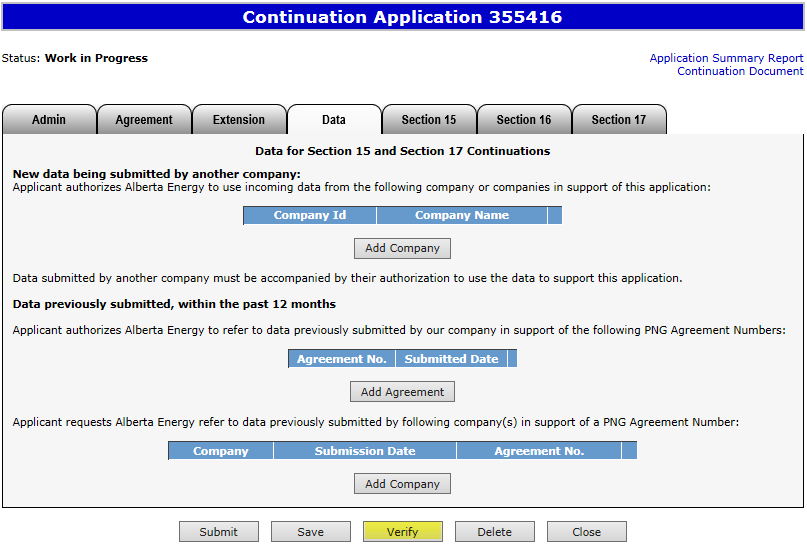 Continuation Application 355416
Status: Work in Progress
Application Summary Report
Continuation Document
Admin
Agreement
Extension
Data
Section 15
Section 16
Section 17
Data for Section 15 and Section 17 Continuations
New data being submitted by another company:
Applicant authorizes Alberta Energy to use incoming data from the following company or companies in support of this application:
Company Id
Company Name
Add Company
Data submitted by another company must be accompanied by their authorization to use the data to support this application.
Data previously submitted, within the past 12 months
Applicant authorizes Alberta Energy to refer to data previously submitted by our company in support of the following PNG Agreement Numbers:
Agreement No.
Submitted Date
Add Agreement
Applicant requests Alberta Energy refer to data previously submitted by following company(s) in support of a PNG Agreement Number:
Company
Submission Date
Agreement No.
Add Company
Submit
Save
Verify
Delete
Close